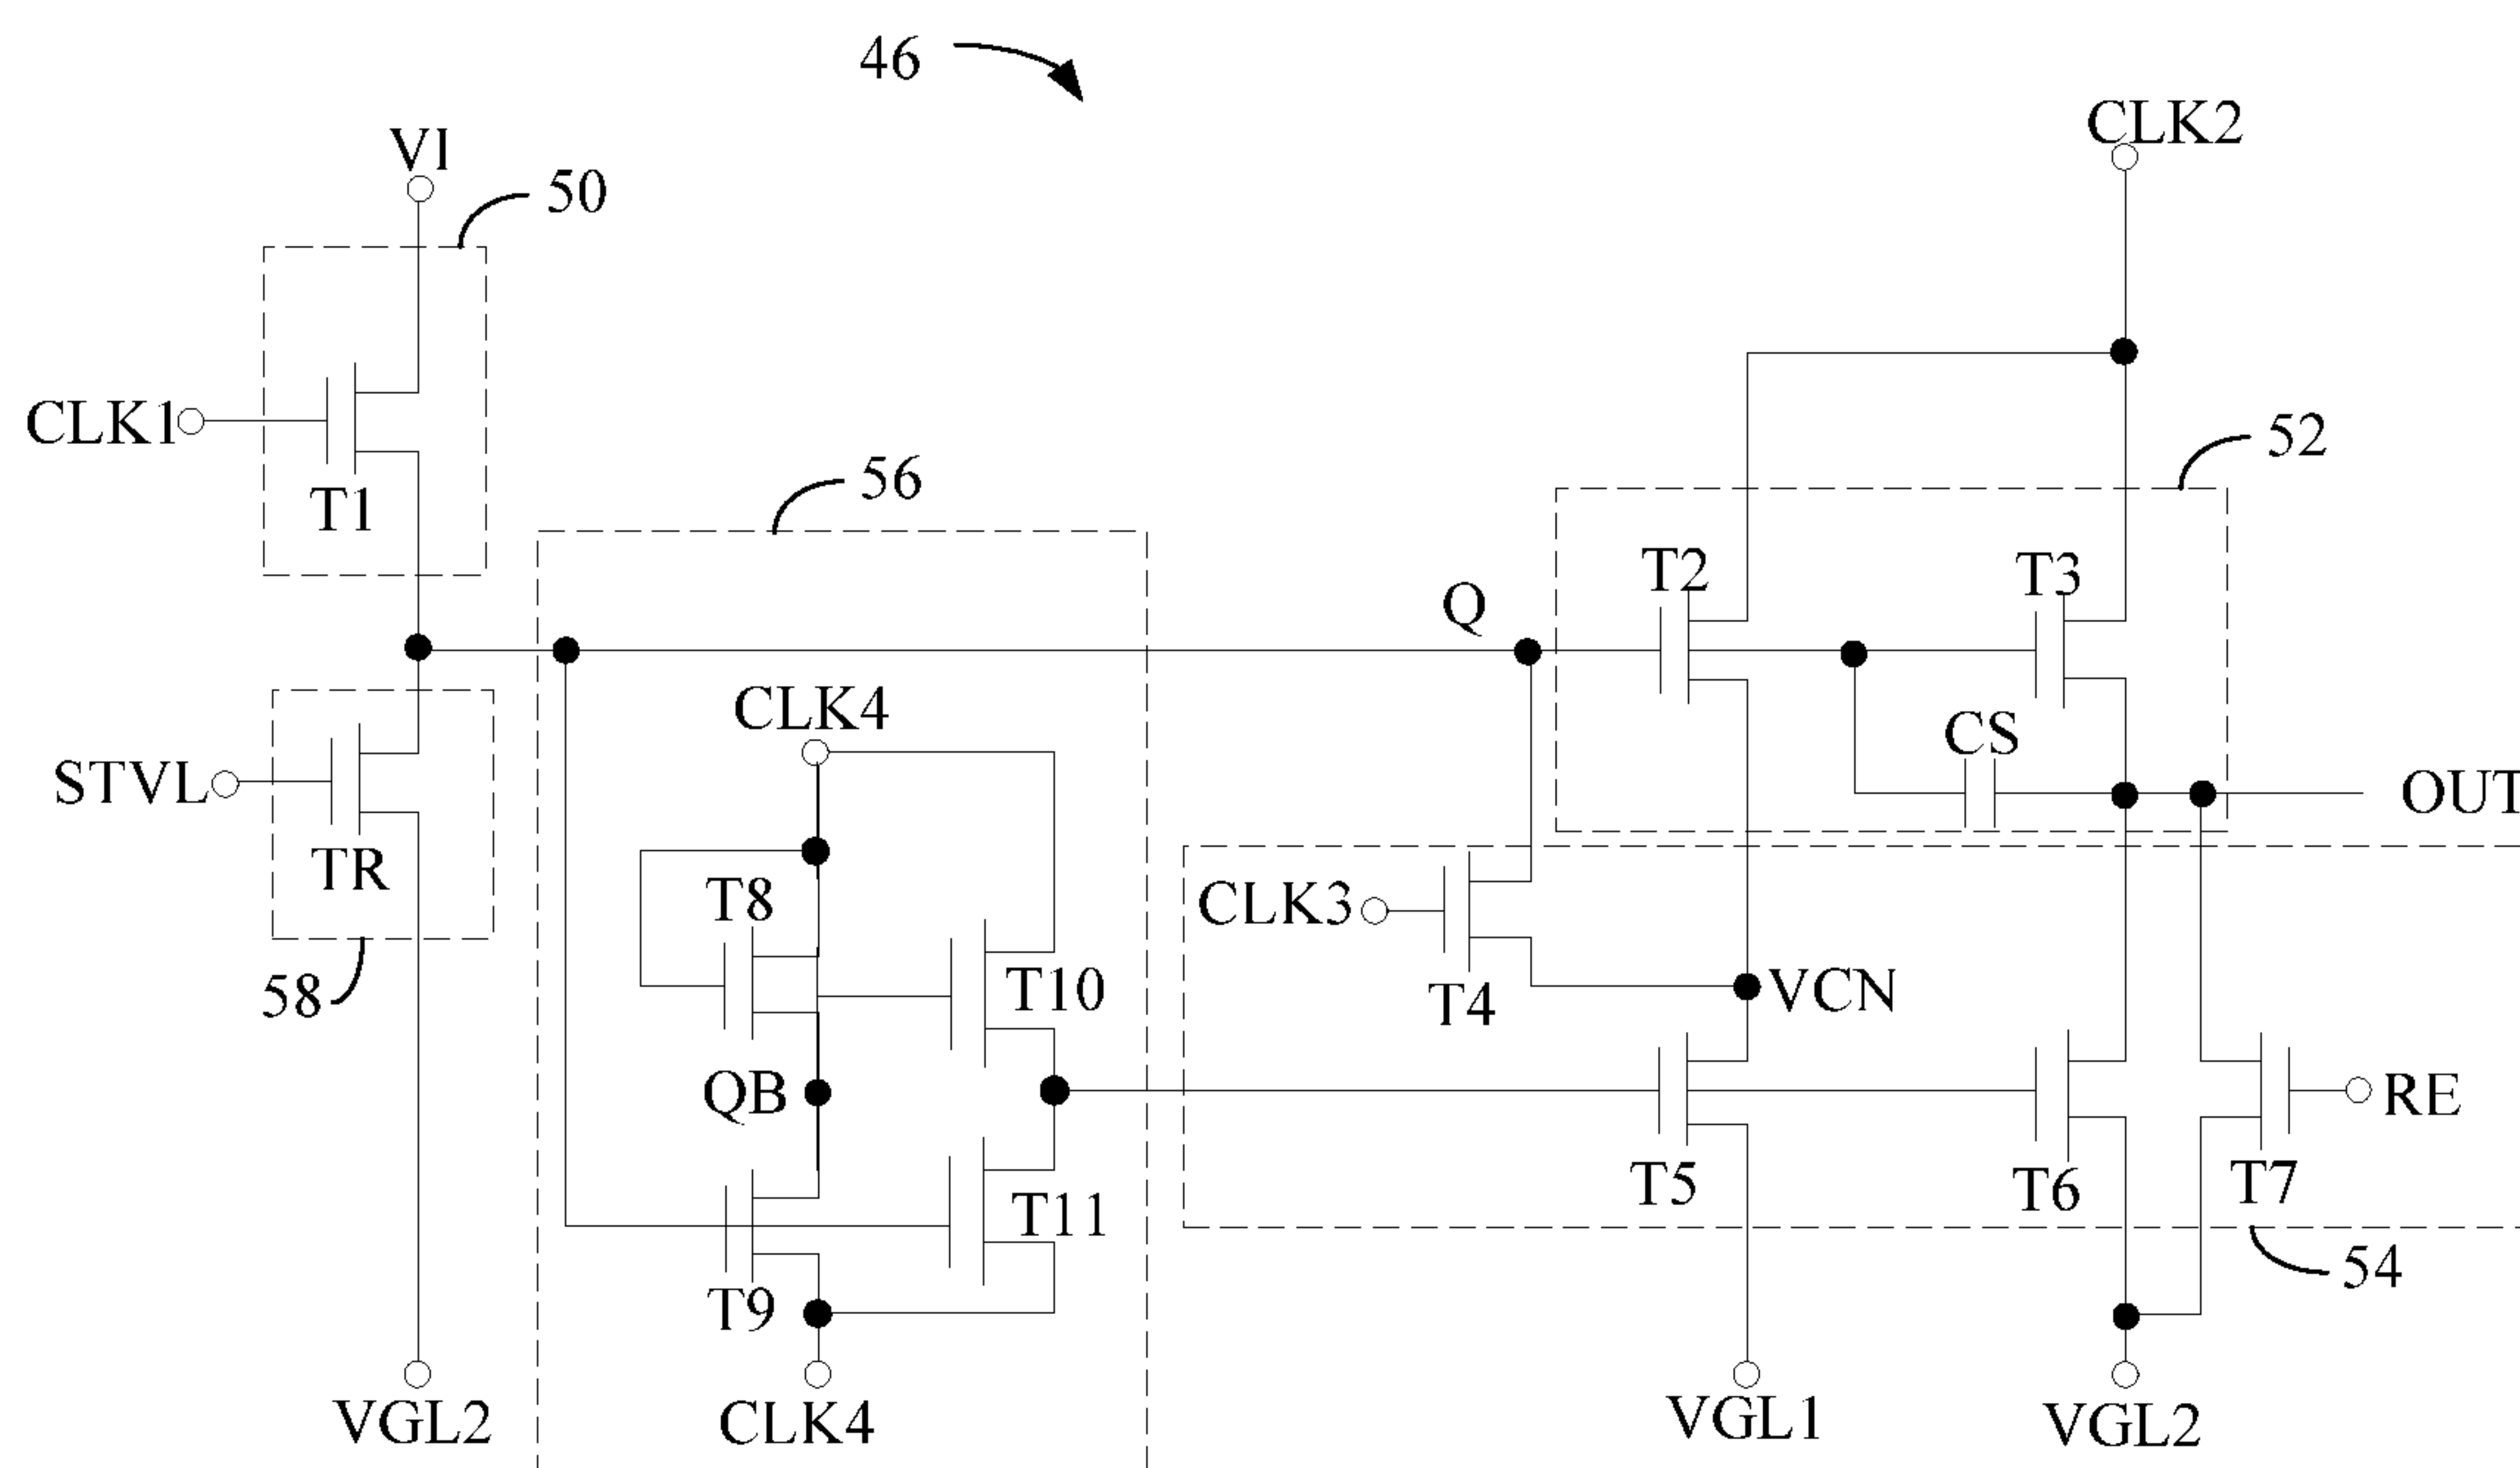 46
CLK2
VI
50
CLK1
T1
52
56
T2
T3
Q
CLK4
CS
STVL
OUT
TR
T8
CLK3
58
T10
T4
VCN
QB
RE
T5
T6
T7
T11
54
T9
VGL2
CLK4
VGL1
VGL2